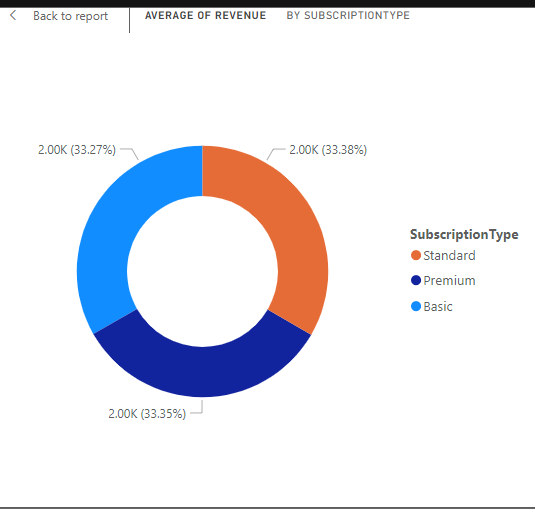 Back to report
AVERAGE OF REVENUE BY SUBSCRIPTIONTYPE
2.00K (33.27%)
2.00K (33.38%)
SubscriptionType
Standard
Premium
Basic
2.00K (33.35%)